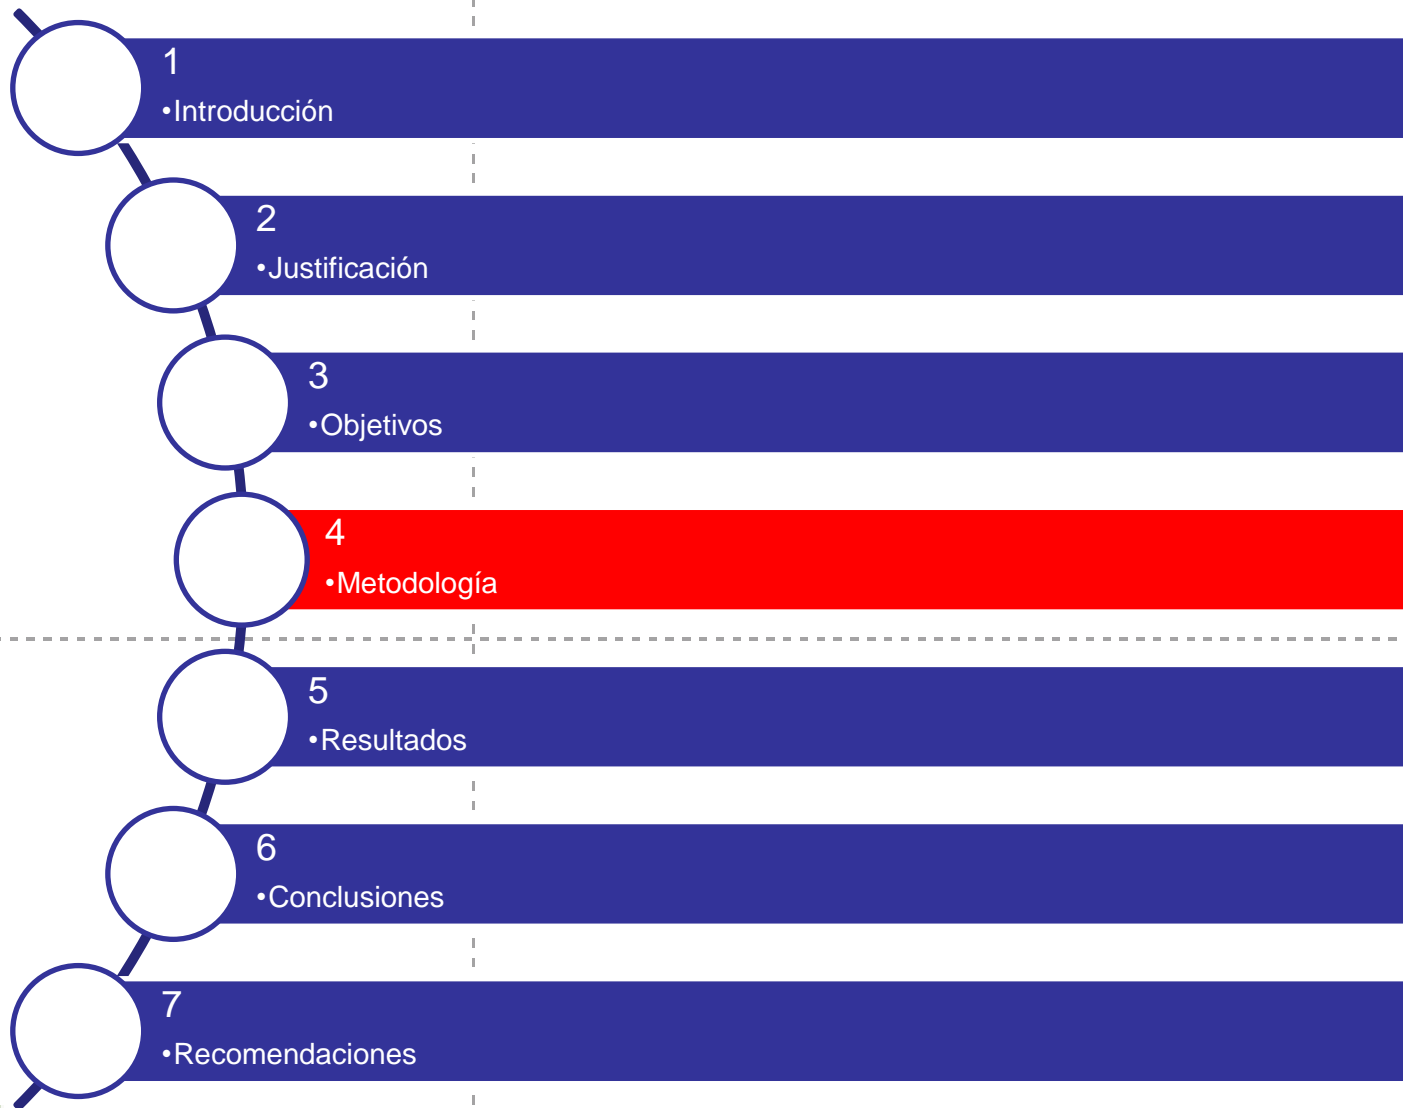 1
•Introducción
2
•Justificación
3
•Objetivos
4
•Metodología
5
•Resultados
6
•Conclusiones
7
•Recomendaciones